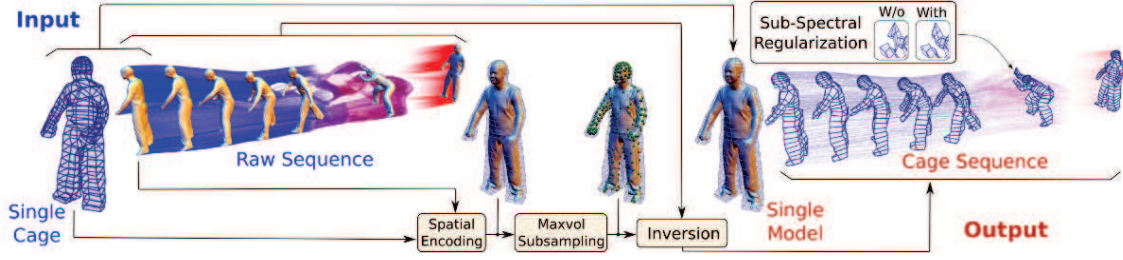 Input
W/o With
Sub-Spectral
Regularization
Raw Sequence
Cage Sequence
Single
Cage
Spatial
Encoding
Maxvol
Subsampling
Inversion
Single
Model
Output